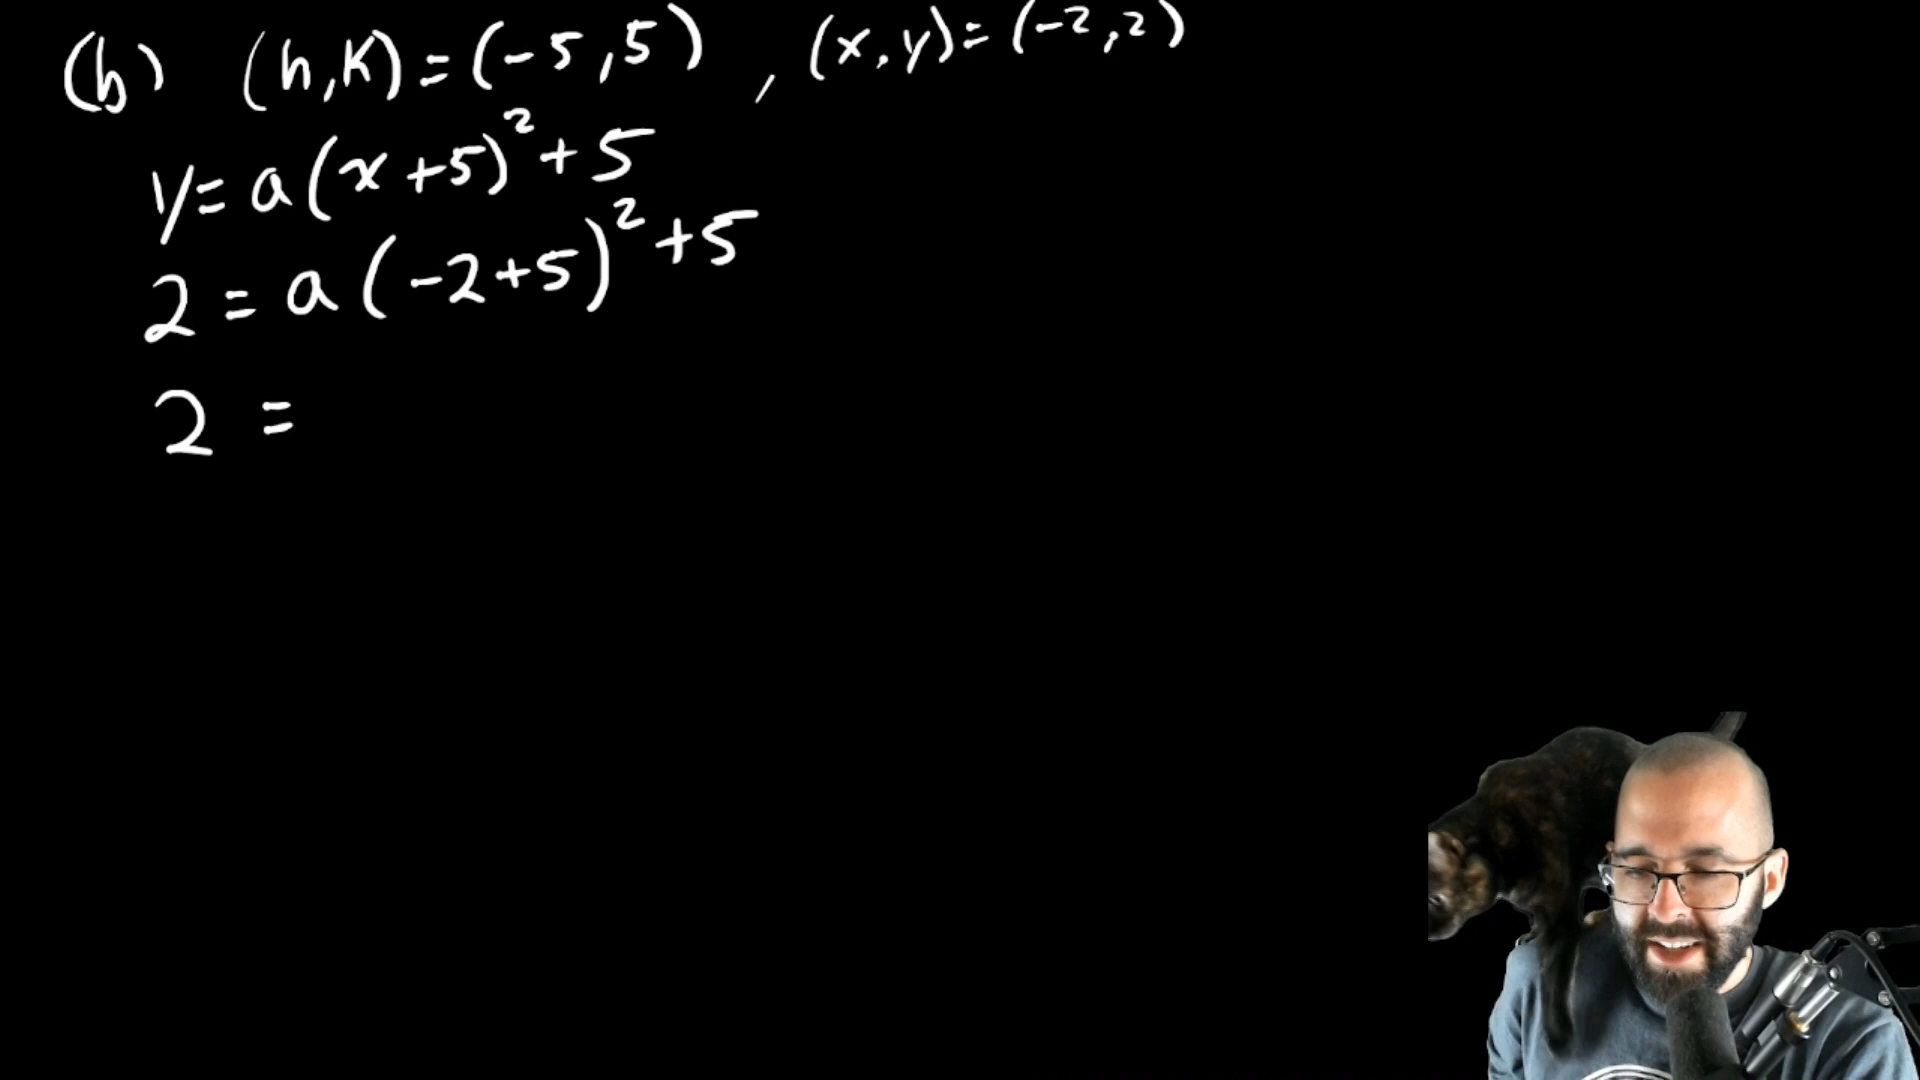 (b) (h,k) = (-5,5) , (x,y) = (-2,2)
y = a(x+5)² + 5
2 = a(-2+5)² + 5
2 =